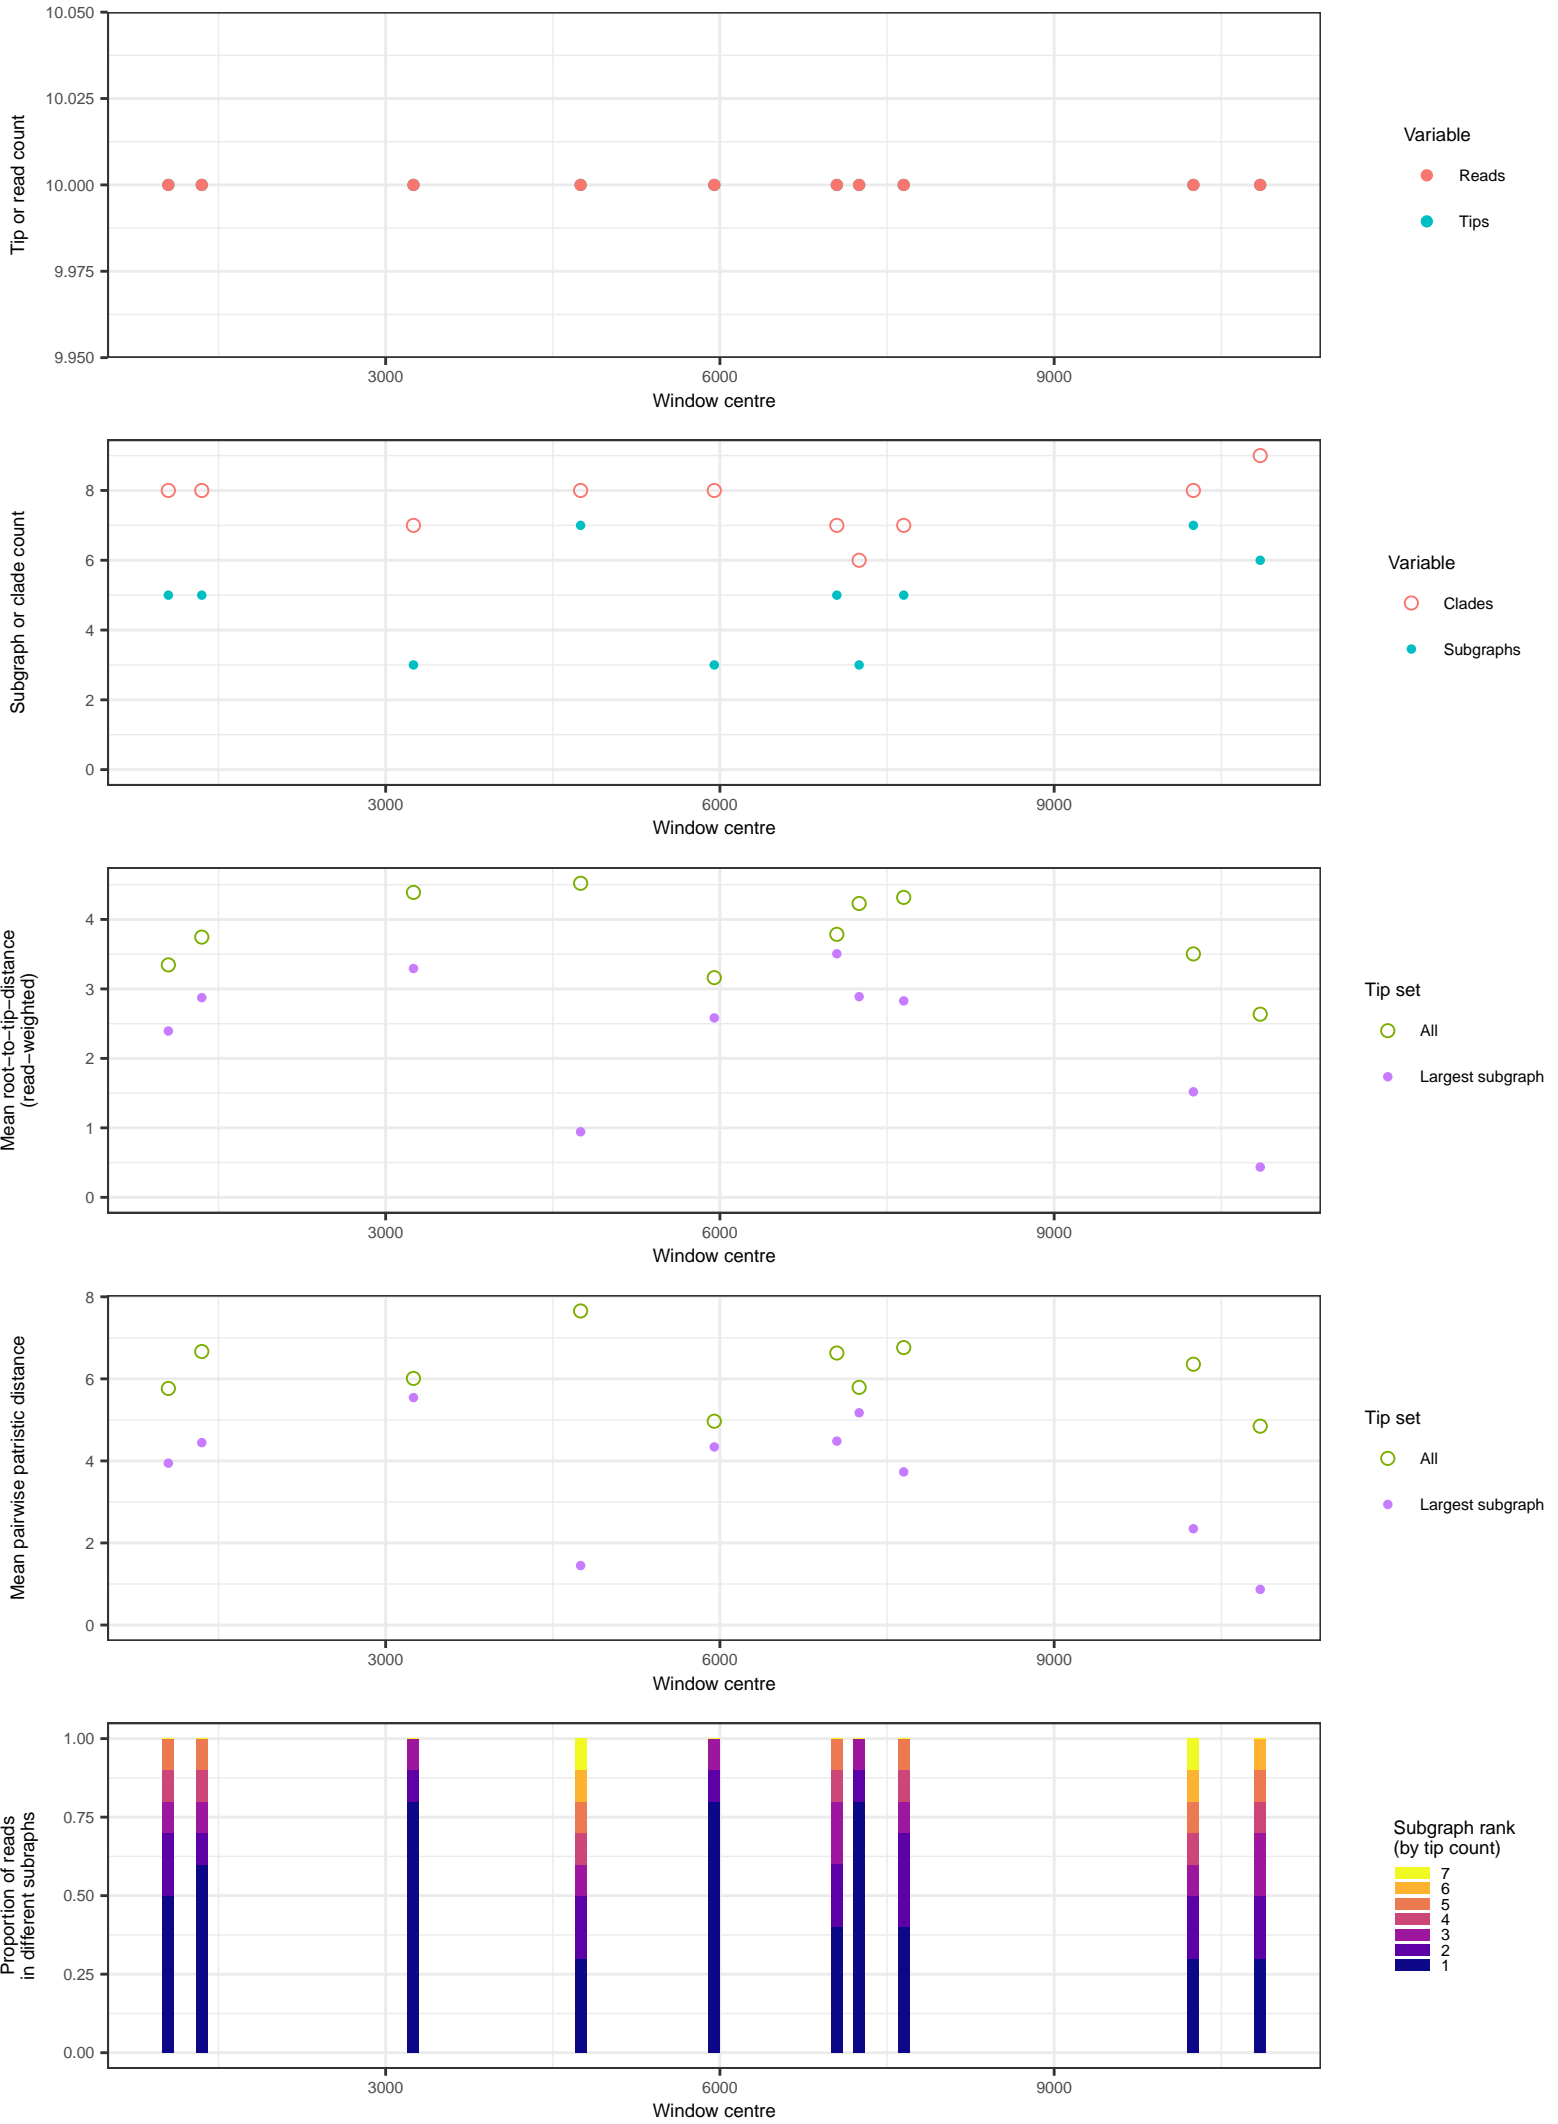 10.050
10.025
10.000
9.975
9.950
Tip or read count
3000
6000
9000
Window centre
Variable
Reads
Tips
8
6
4
2
0
Subgraph or clade count
3000
6000
9000
Window centre
Variable
Clades
Subgraphs
4
3
2
1
0
Mean root−to−tip−distance
(read−weighted)
3000
6000
9000
Window centre
Tip set
All
Largest subgraph
8
6
4
2
0
Mean pairwise patristic distance
3000
6000
9000
Window centre
Tip set
All
Largest subgraph
1.00
0.75
0.50
0.25
0.00
Proportion of reads
in different subraphs
3000
6000
9000
Window centre
Subgraph rank
(by tip count)
7
6
5
4
3
2
1